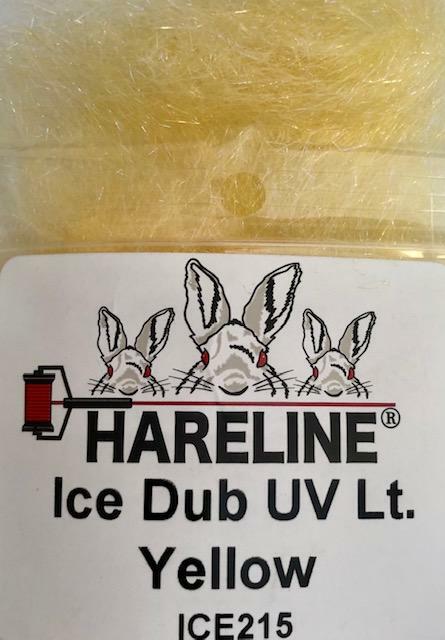 HARELINE®
Ice Dub UV Lt.
Yellow
ICE215